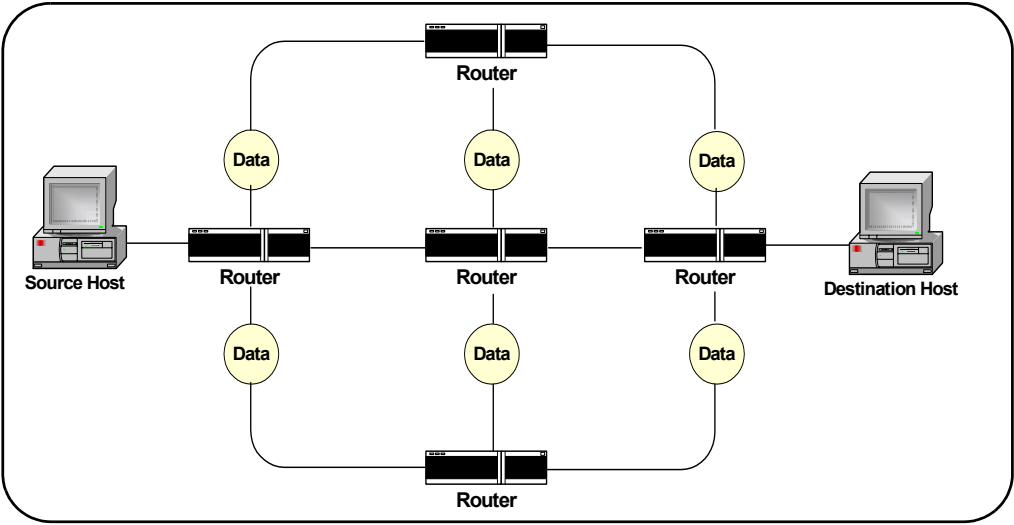 Router
Data
Data
Data
Source Host
Router
Router
Router
Destination Host
Data
Data
Data
Router